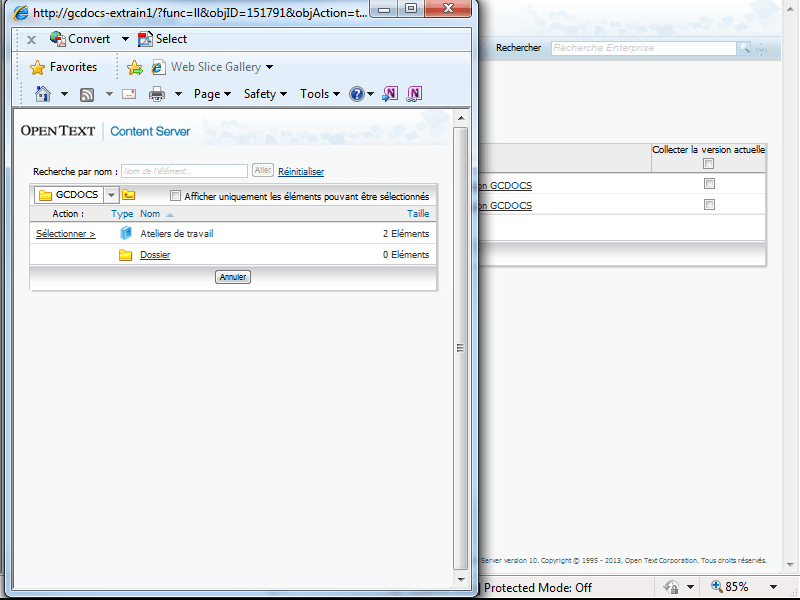 http://gcdocs-extrain1/?func=ll&objID=151791&objAction=t...
x Convert Select
Favorites Web Slice Gallery
Page Safety Tools
OPENTEXT Content Server
Recherche par nom : Nom de l'élément... Aller Réinitialiser
GCDOCS Afficher uniquement les éléments pouvant être sélectionnés
Action : Type Nom Taille
Sélectionner > Ateliers de travail 2 Eléments
Dossier 0 Eléments
Annuler
Rechercher Recherche Enterprise
Collecter la version actuelle
on GCDOCS
on GCDOCS
Server version 10. Copyright © 1995 - 2013, Open Text Corporation. Tous droits réservés.
Protected Mode: Off 85%